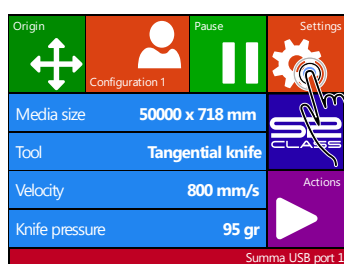 Origin
Configuration 1
Pause
Settings
Media size 50000 x 718 mm
Tool Tangential knife
S2
CLASS
Velocity 800 mm/s
Actions
Knife pressure 95 gr
Summa USB port 1